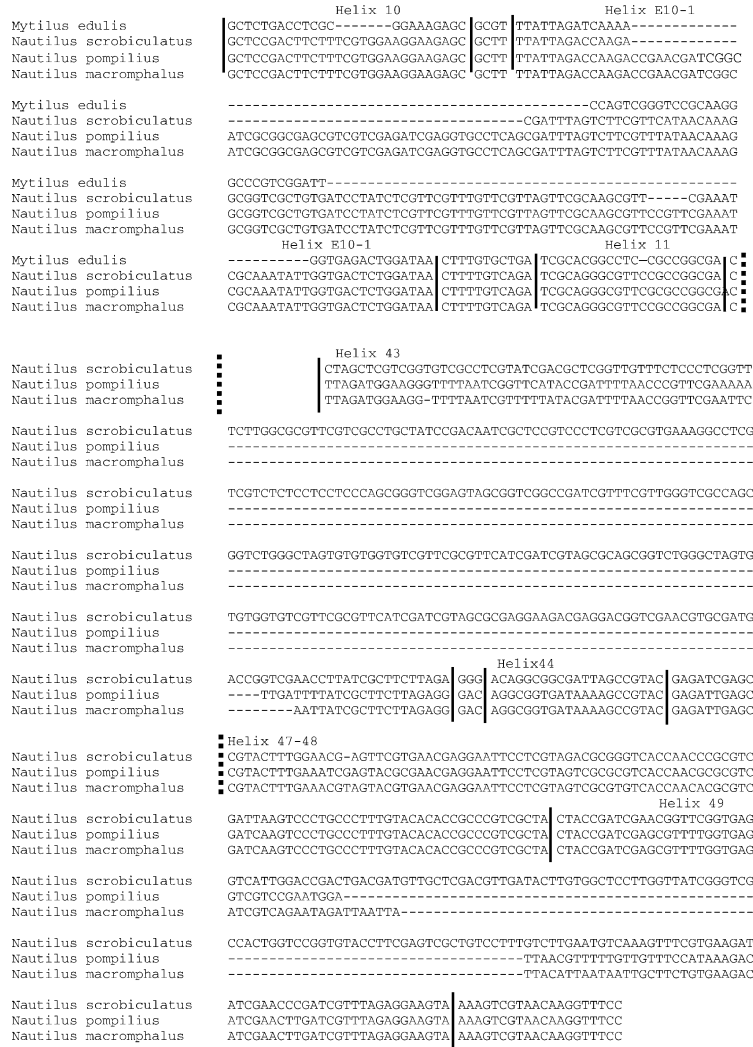 Helix 10 Helix E10-1
Mytilus edulis GCTCTGACCTCGC-------GGAAAGAGC GCGT TTATTAGATCAAAA-----------
Nautilus scrobiculatus GCTCCGACTTCTTTCGTGGAAGGAAGAGC GCTT TTATTAGACCAAGA-----------
Nautilus pompilius GCTCCGACTTCTTTCGTGGAAGGAAGAGC GCTT TTATTAGACCAAGACCGAACGATCGGC
Nautilus macromphalus GCTCCGACTTCTTTCGTGGAAGGAAGAGC GCTT TTATTAGACCAAGACCGAACGATCGGC
Mytilus edulis --------------------------------------------CCAGTCGGGTCCGCAAGG
Nautilus scrobiculatus ------------------------------------CGATTTAGTCTTCGTTCATAACAAAG
Nautilus pompilius ATCGCGGCGAGCGTCGTCGAGATCGAGGTGCCTCAGCGATTTAGTCTTCGTTTATAACAAAG
Nautilus macromphalus ATCGCGGCGAGCGTCGTCGAGATCGAGGTGCCTCAGCGATTTAGTCTTCGTTTATAACAAAG
Mytilus edulis GCCCGTCGGATT--------------------------------------------------
Nautilus scrobiculatus GCGGTCGCTGTGATCCTATCTCGTTCGTTTGTTCGTTAGTTCGCAAGCGTT-----CGAAAT
Nautilus pompilius GCGGTCGCTGTGATCCTATCTCGTTCGTTTGTTCGTTAGTTCGCAAGCGTTCCGTTCGAAAT
Nautilus macromphalus GCGGTCGCTGTGATCCTATCTCGTTCGTTTGTTCGTTAGTTCGCAAGCGTTCCGTTCGAAAT
Helix E10-1 Helix 11
Mytilus edulis ----------GGTGAGACTGGATAA CTTTGTGCTGA TCGCACGGCCTC-CGCCGGCGA C
Nautilus scrobiculatus CGCAAATATTGGTGACTCTGGATAA CTTTTGTCAGA TCGCAGGGCGTTCCGCCGGCGA C
Nautilus pompilius CGCAAATATTGGTGACTCTGGATAA CTTTTGTCAGA TCGCAGGGCGTTCGCGCCGGCGAC
Nautilus macromphalus CGCAAATATTGGTGACTCTGGATAA CTTTTGTCAGA TCGCAGGGCGTTCCGCCGGCGA C
Helix 43
Nautilus scrobiculatus CTAGCTCGTCGGTGTCGCCTCGTATCGACGCTCGGTTGTTTCTCCCTCGGTT
Nautilus pompilius TTAGATGGAAGGGTTTTAATCGGTTCATACCGATTTTAACCCGTTCGAAAAA
Nautilus macromphalus TTAGATGGAAGG-TTTTAATCGTTTTTATACGATTTTAACCGGTTCGAATTC
Nautilus scrobiculatus TCTTGGCGCGTTCGTCGCCTGCTATCCGACAATCGCTCCGTCCCTCGTCGCGTGAAAGGCCTCG
Nautilus pompilius ----------------------------------------------------------------
Nautilus macromphalus ----------------------------------------------------------------
Nautilus scrobiculatus TCGTCTCTCCTCCTCCCAGCGGGTCGGAGTAGCGGTCGGCCGATCGTTTCGTTGGGTCGCCAGC
Nautilus pompilius ----------------------------------------------------------------
Nautilus macromphalus ----------------------------------------------------------------
Nautilus scrobiculatus GGTCTGGGCTAGTGTGTGGTGTCGTTCGCGTTCATCGATCGTAGCGCAGCGGTCTGGGCTAGTG
Nautilus pompilius ----------------------------------------------------------------
Nautilus macromphalus ----------------------------------------------------------------
Nautilus scrobiculatus TGTGGTGTCGTTCGCGTTCATCGATCGTAGCGCGAGGAAGACGAGGACGGTCGAACGTGCGATG
Nautilus pompilius ----------------------------------------------------------------
Nautilus macromphalus ----------------------------------------------------------------
Helix44
Nautilus scrobiculatus ACCGGTCGAACCTTATCGCTTCTTAGA GGG ACAGGCGGCGATTAGCCGTAC GAGATCGAGC
Nautilus pompilius ----TTGATTTTATCGCTTCTTAGAGG GAC AGGCGGTGATAAAAGCCGTAC GAGATTGAGC
Nautilus macromphalus --------AATTATCGCTTCTTAGAGG GAC AGGCGGTGATAAAAGCCGTAC GAGATTGAGC
Helix 47-48
Nautilus scrobiculatus CGTACTTTGGAACG-AGTTCGTGAACGAGGAATTCCTCGTAGACGCGGGTCACCAACCCGCGTC
Nautilus pompilius CGTACTTTGAAATCGAGTACGCGAACGAGGAATTCCTCGTAGTCGCGCGTCACCAACGCGCGTC
Nautilus macromphalus CGTACTTTGAAACGTAGTACGTGAACGAGGAATTCCTCGTAGTCGCGTGTCACCAACACGCGTC
Helix 49
Nautilus scrobiculatus GATTAAGTCCCTGCCCTTTGTACACACCGCCCGTCGCTA CTACCGATCGAACGGTTCGGTGAG
Nautilus pompilius GATCAAGTCCCTGCCCTTTGTACACACCGCCCGTCGCTA CTACCGATCGAGCGTTTTGGTGAG
Nautilus macromphalus GATCAAGTCCCTGCCCTTTGTACACACCGCCCGTCGCTA CTACCGATCGAGCGTTTTGGTGAG
Nautilus scrobiculatus GTCATTGGACCGACTGACGATGTTGCTCGACGTTGATACTTGTGGCTCCTTGGTTATCGGGTCG
Nautilus pompilius GTCGTCCGAATGGA--------------------------------------------------
Nautilus macromphalus ATCGTCAGAATAGATTAATTA-------------------------------------------
Nautilus scrobiculatus CCACTGGTCCGGTGTACCTTCGAGTCGCTGTCCTTTGTCTTGAATGTCAAAGTTTCGTGAAGAT
Nautilus pompilius ------------------------------------TTAACGTTTTTGTTGTTTCCATAAAGAC
Nautilus macromphalus ------------------------------------TTACATTAATAATTGCTTCTGTGAAGAC
Nautilus scrobiculatus ATCGAACCCGATCGTTTAGAGGAAGTA AAAGTCGTAACAAGGTTTCC
Nautilus pompilius ATCGAACTTGATCGTTTAGAGGAAGTA AAAGTCGTAACAAGGTTTCC
Nautilus macromphalus ATCGAACTTGATCGTTTAGAGGAAGTA AAAGTCGTAACAAGGTTTCC